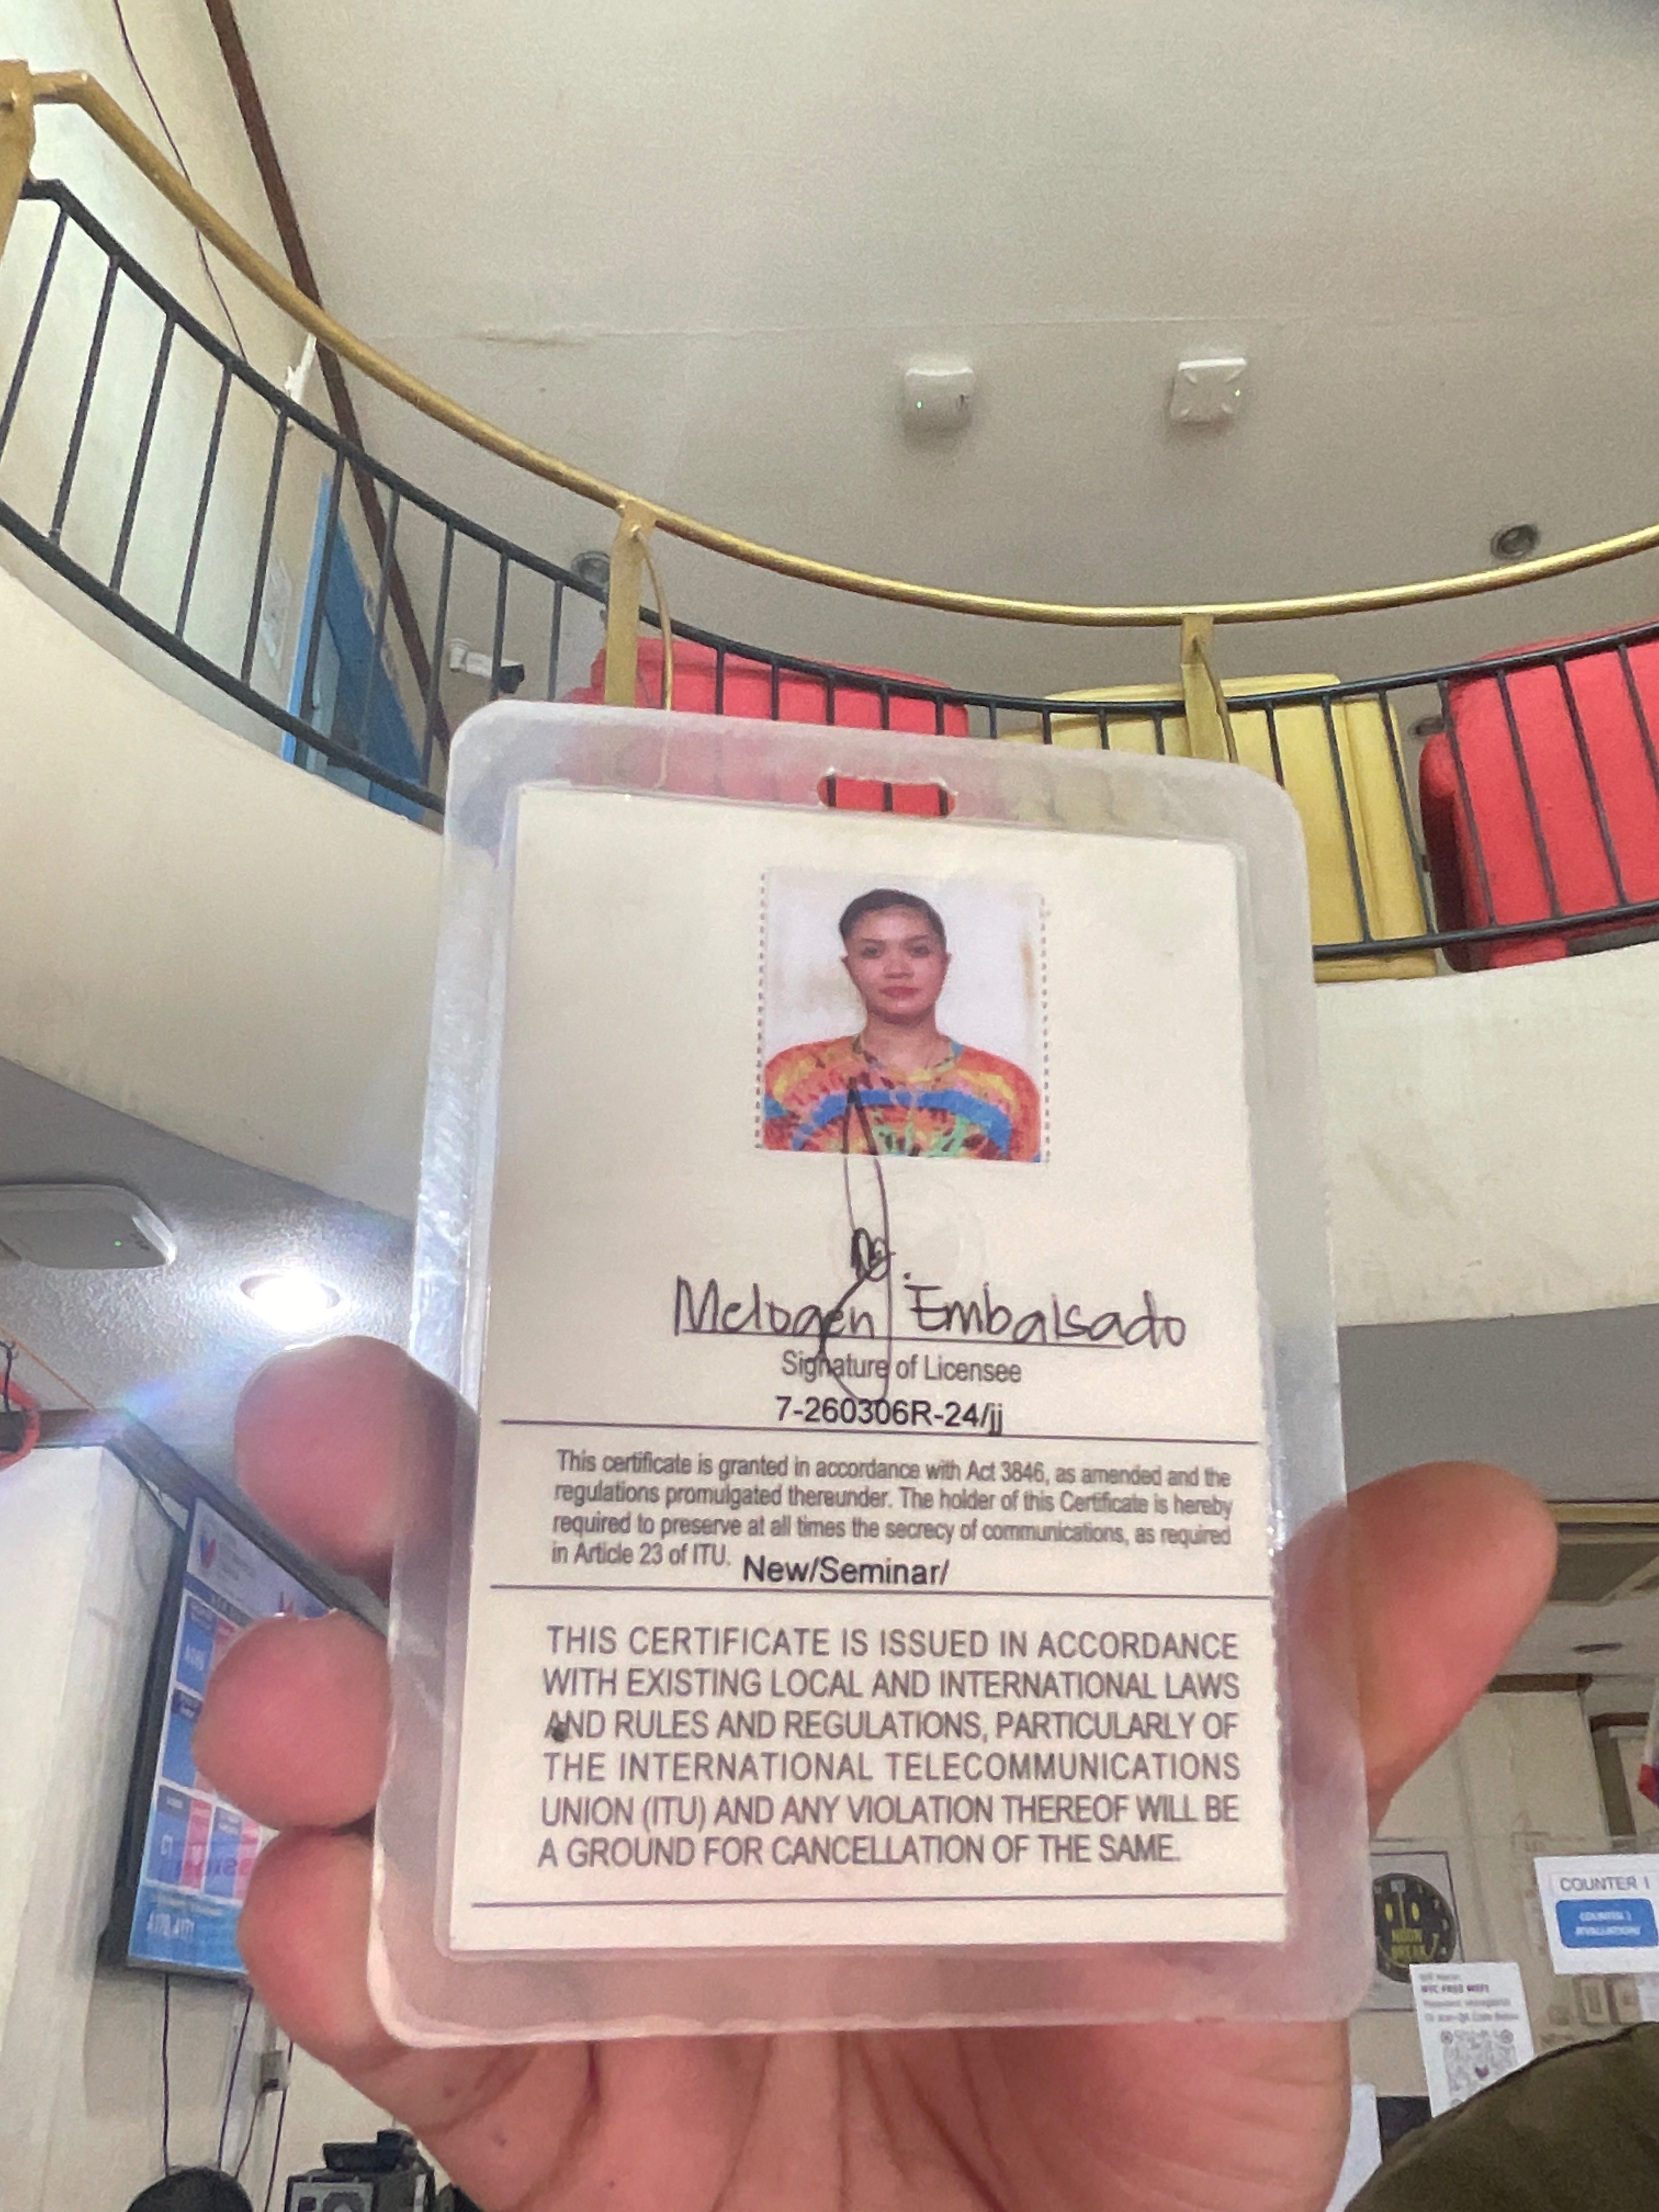 Melogen Embalsado
Signature of Licensee
7-260306R-24/jj
This certificate is granted in accordance with Act 3846, as amended and the
regulations promulgated thereunder. The holder of this Certificate is hereby
required to preserve at all times the secrecy of communications, as required
in Article 23 of ITU. New/Seminar/
THIS CERTIFICATE IS ISSUED IN ACCORDANCE
WITH EXISTING LOCAL AND INTERNATIONAL LAWS
AND RULES AND REGULATIONS, PARTICULARLY OF
THE INTERNATIONAL TELECOMMUNICATIONS
UNION (ITU) AND ANY VIOLATION THEREOF WILL BE
A GROUND FOR CANCELLATION OF THE SAME.
COUNTER 1
NOON
BREAK